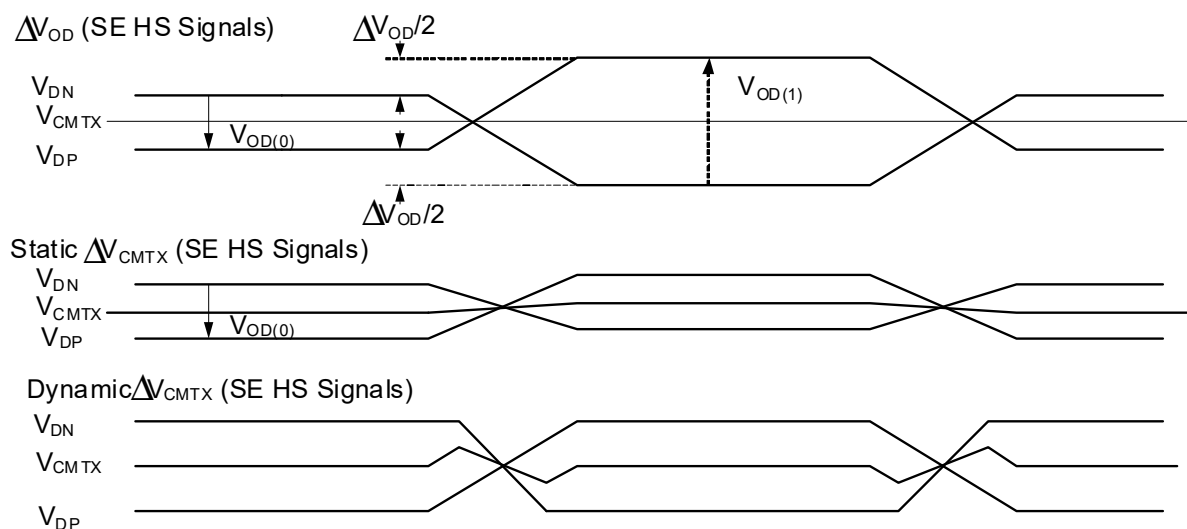 ΔV_OD (SE HS Signals)
ΔV_OD/2
V_DN
V_CMTX
V_OD(0)
V_OD(1)
V_DP
ΔV_OD/2
Static ΔV_CMTX (SE HS Signals)
V_DN
V_CMTX
V_OD(0)
V_DP
Dynamic ΔV_CMTX (SE HS Signals)
V_DN
V_CMTX
V_DP